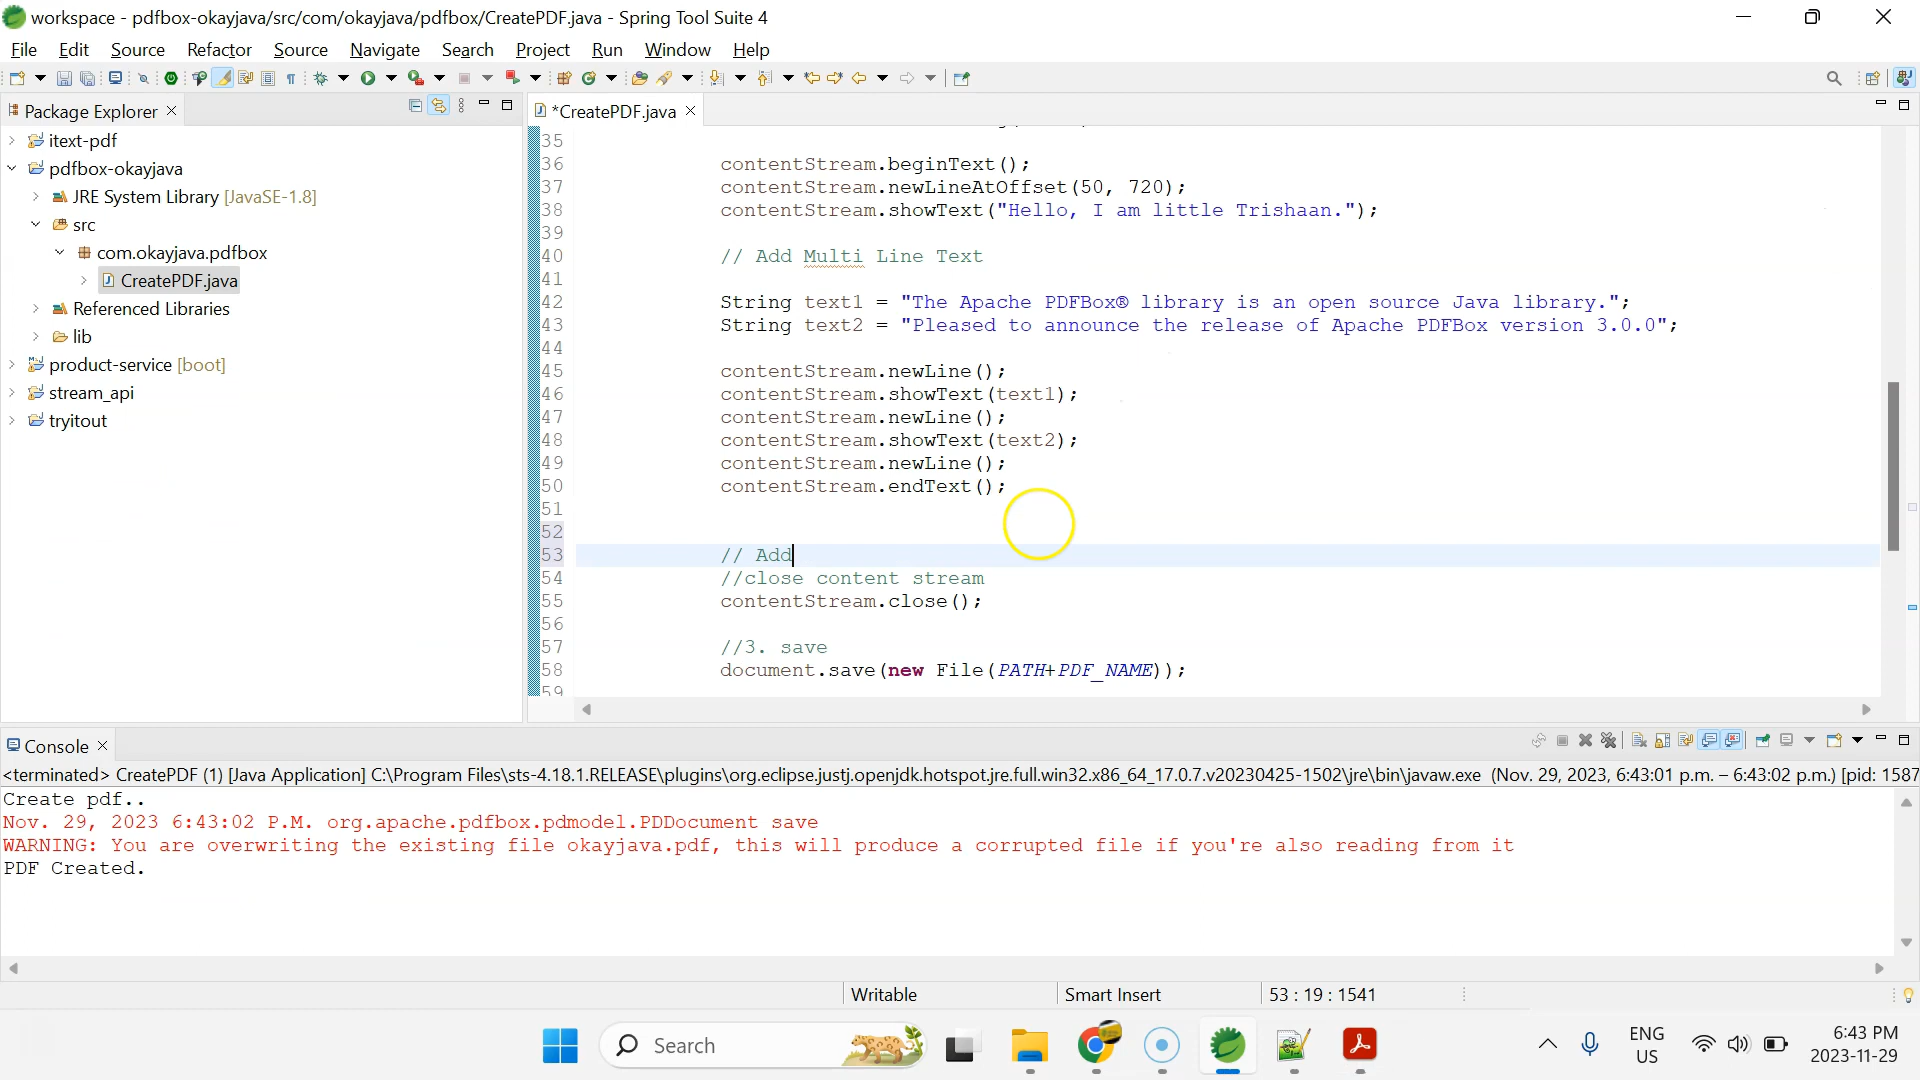 workspace - pdfbox-okayjava/src/com/okayjava/pdfbox/CreatePDF.java - Spring Tool Suite 4
File Edit Source Refactor Source Navigate Search Project Run Window Help
Package Explorer
itext-pdf
pdfbox-okayjava
JRE System Library [JavaSE-1.8]
src
com.okayjava.pdfbox
CreatePDF.java
Referenced Libraries
lib
product-service [boot]
stream_api
tryitout
*CreatePDF.java
35
36 contentStream.beginText();
37 contentStream.newLineAtOffset(50, 720);
38 contentStream.showText("Hello, I am little Trishaan.");
39
40 // Add Multi Line Text
41
42 String text1 = "The Apache PDFBox® library is an open source Java library.";
43 String text2 = "Pleased to announce the release of Apache PDFBox version 3.0.0";
44
45 contentStream.newLine();
46 contentStream.showText(text1);
47 contentStream.newLine();
48 contentStream.showText(text2);
49 contentStream.newLine();
50 contentStream.endText();
51
52
53 // Add
54 //close content stream
55 contentStream.close();
56
57 //3. save
58 document.save(new File(PATH+PDF_NAME));
59
Console
<terminated> CreatePDF (1) [Java Application] C:\Program Files\sts-4.18.1.RELEASE\plugins\org.eclipse.justj.openjdk.hotspot.jre.full.win32.x86_64_17.0.7.v20230425-1502\jre\bin\javaw.exe (Nov. 29, 2023, 6:43:01 p.m. – 6:43:02 p.m.) [pid: 1587
Create pdf..
Nov. 29, 2023 6:43:02 P.M. org.apache.pdfbox.pdmodel.PDDocument save
WARNING: You are overwriting the existing file okayjava.pdf, this will produce a corrupted file if you're also reading from it
PDF Created.
Writable Smart Insert 53 : 19 : 1541
Search
ENG
US
6:43 PM
2023-11-29